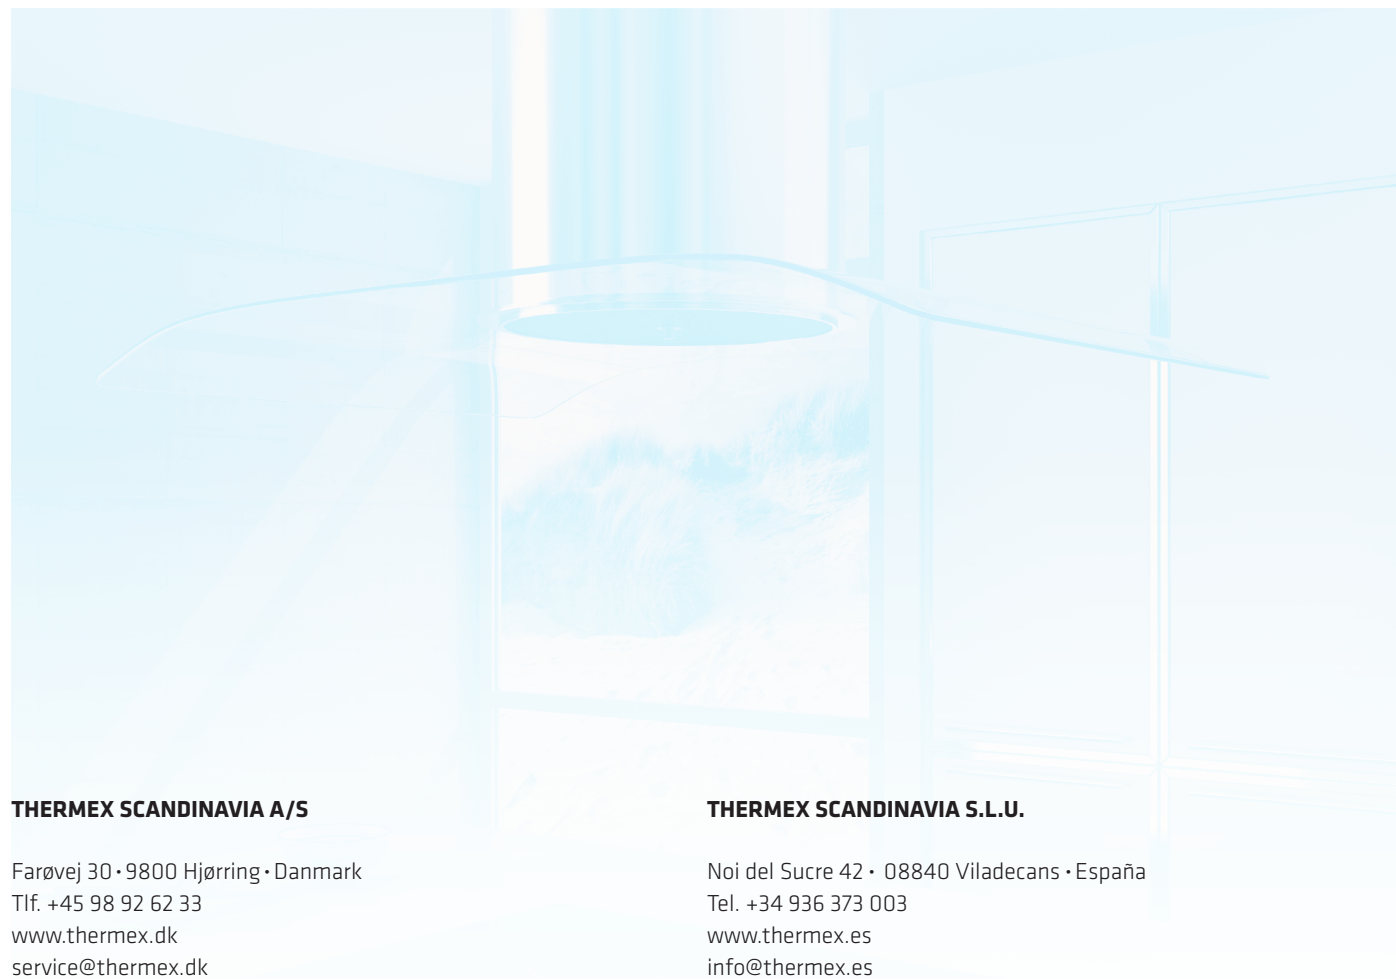 THERMEX SCANDINAVIA A/S
Farøvej 30 · 9800 Hjørring · Danmark
Tlf. +45 98 92 62 33
www.thermex.dk
service@thermex.dk
THERMEX SCANDINAVIA S.L.U.
Noi del Sucre 42 · 08840 Viladecans · España
Tel. +34 936 373 003
www.thermex.es
info@thermex.es